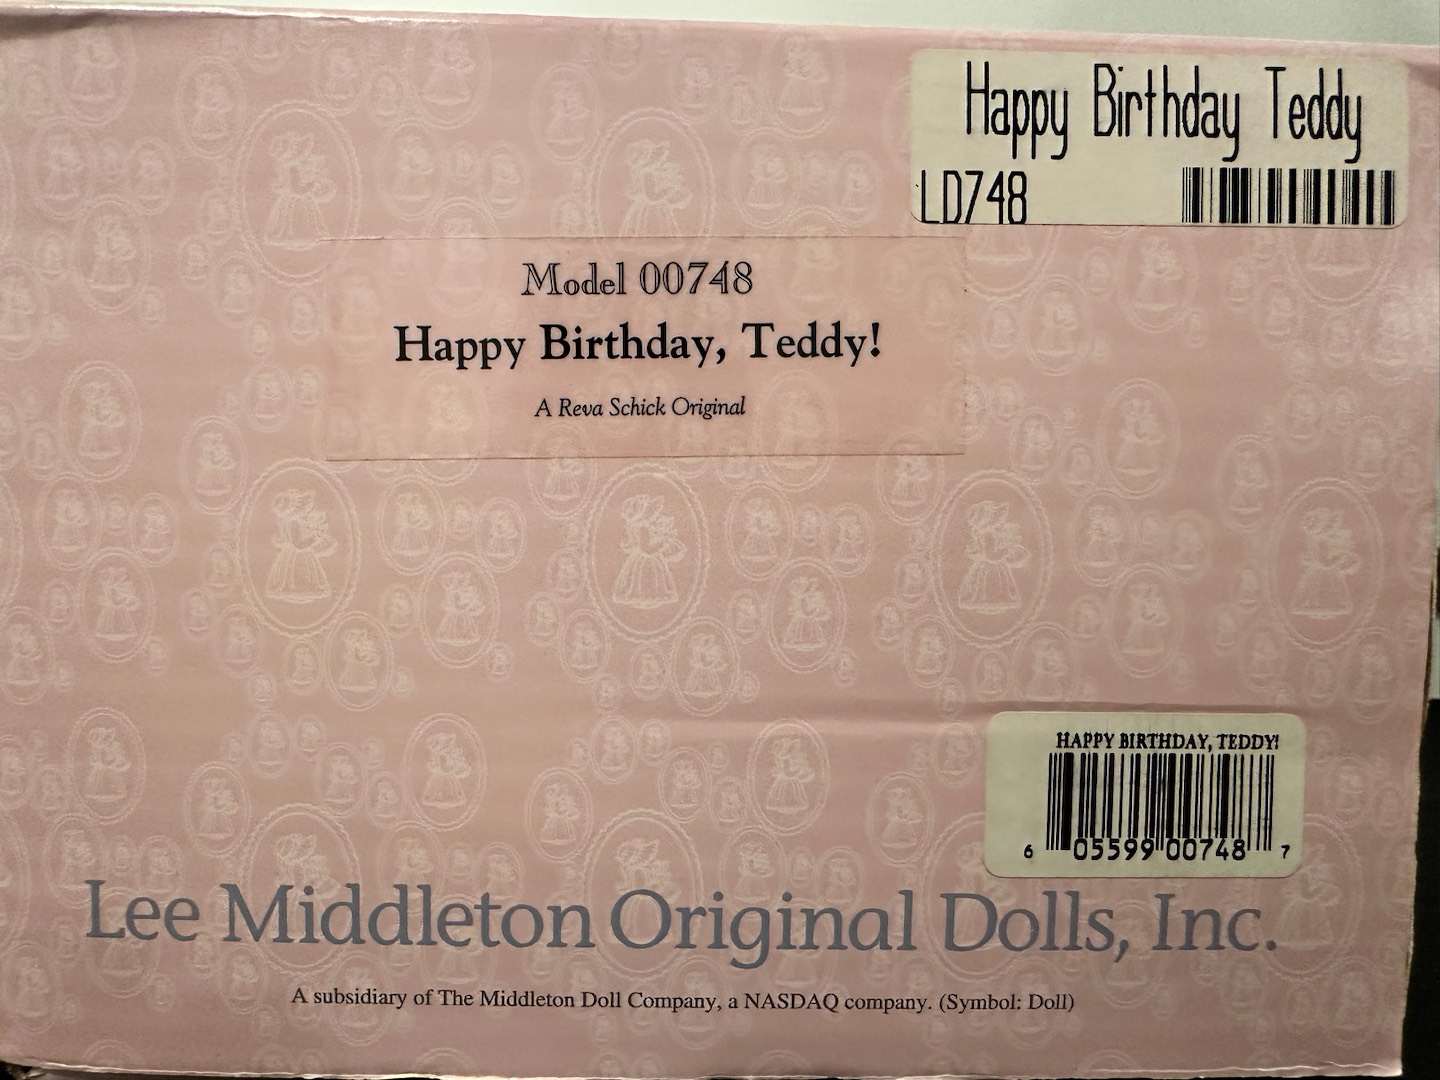 Happy Birthday Teddy
LD748
Model 00748
Happy Birthday, Teddy!
A Reva Schick Original
HAPPY BIRTHDAY, TEDDY!
6 05599 00748 7
Lee Middleton Original Dolls, Inc.
A subsidiary of The Middleton Doll Company, a NASDAQ company. (Symbol: Doll)